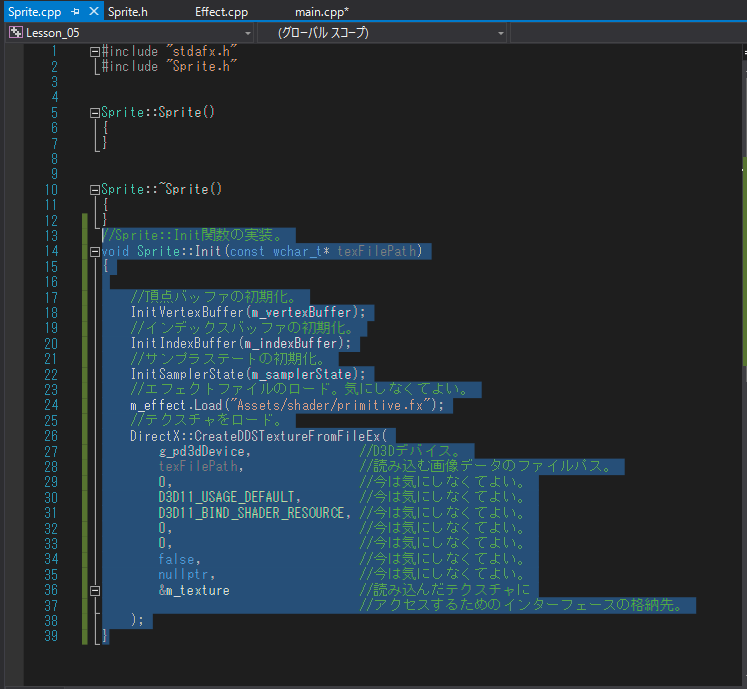 Sprite.cpp Sprite.h Effect.cpp main.cpp*
Lesson_05 (グローバル スコープ)
1 #include "stdafx.h"
2 #include "Sprite.h"
3
4
5 Sprite::Sprite()
6 {
7 }
8
9
10 Sprite::~Sprite()
11 {
12 }
13 //Sprite::Init関数の実装。
14 void Sprite::Init(const wchar_t* texFilePath)
15 {
16
17 //頂点バッファの初期化。
18 InitVertexBuffer(m_vertexBuffer);
19 //インデックスバッファの初期化。
20 InitIndexBuffer(m_indexBuffer);
21 //サンプラステートの初期化。
22 InitSamplerState(m_samplerState);
23 //エフェクトファイルのロード。気にしなくてよい。
24 m_effect.Load("Assets/shader/primitive.fx");
25 //テクスチャをロード。
26 DirectX::CreateDDSTextureFromFileEx(
27 g_pd3dDevice, //D3Dデバイス。
28 texFilePath, //読み込む画像データのファイルパス。
29 0, //今は気にしなくてよい。
30 D3D11_USAGE_DEFAULT, //今は気にしなくてよい。
31 D3D11_BIND_SHADER_RESOURCE, //今は気にしなくてよい。
32 0, //今は気にしなくてよい。
33 0, //今は気にしなくてよい。
34 false, //今は気にしなくてよい。
35 nullptr, //今は気にしなくてよい。
36 &m_texture //読み込んだテクスチャに
37 //アクセスするためのインターフェースの格納先。
38 );
39 }